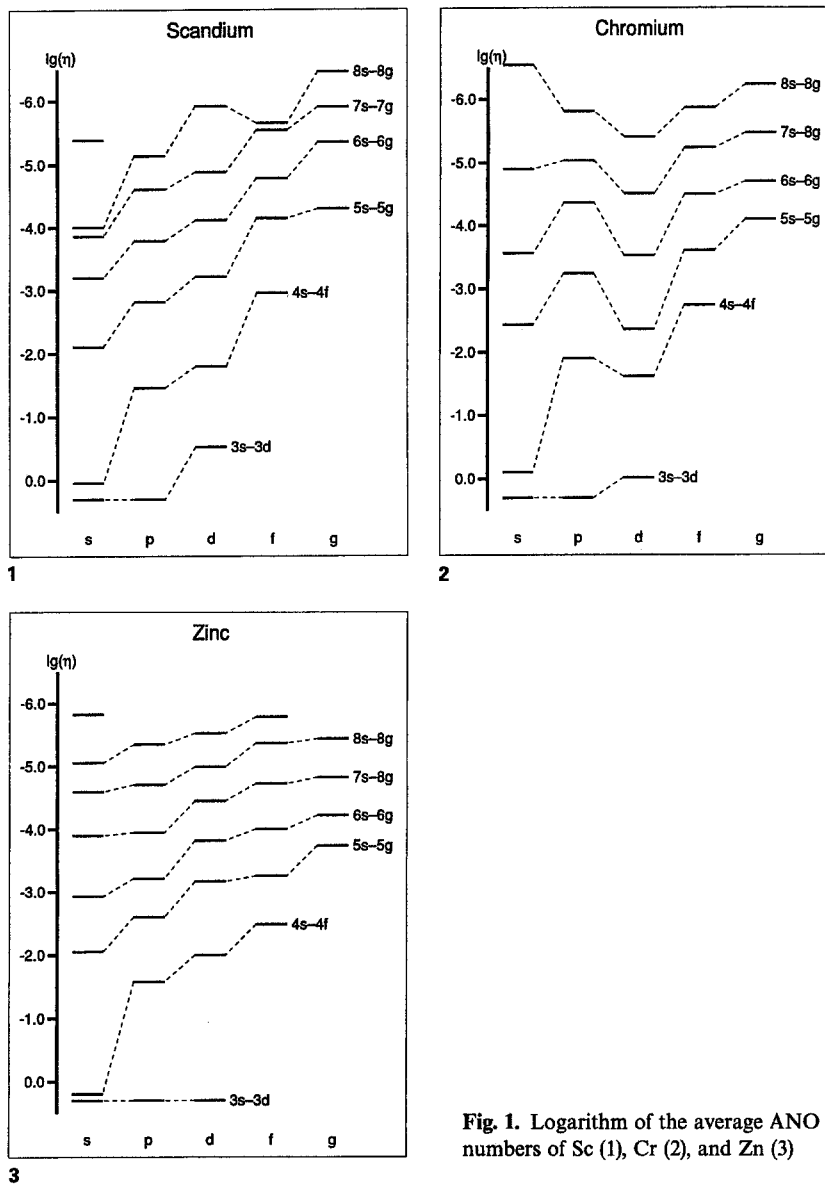 Scandium
lg(η)
8s–8g
-6.0
7s–7g
6s–6g
-5.0
5s–5g
-4.0
-3.0
4s–4f
-2.0
-1.0
3s–3d
0.0
s p d f g
1
Chromium
lg(η)
-6.0
8s–8g
7s–8g
-5.0
6s–6g
5s–5g
-4.0
-3.0
4s–4f
-2.0
-1.0
0.0
3s–3d
s p d f g
2
Zinc
lg(η)
-6.0
8s–8g
-5.0
7s–8g
-4.0
6s–6g
5s–5g
-3.0
4s–4f
-2.0
-1.0
0.0
3s–3d
s p d f g
3
Fig. 1. Logarithm of the average ANO
numbers of Sc (1), Cr (2), and Zn (3)